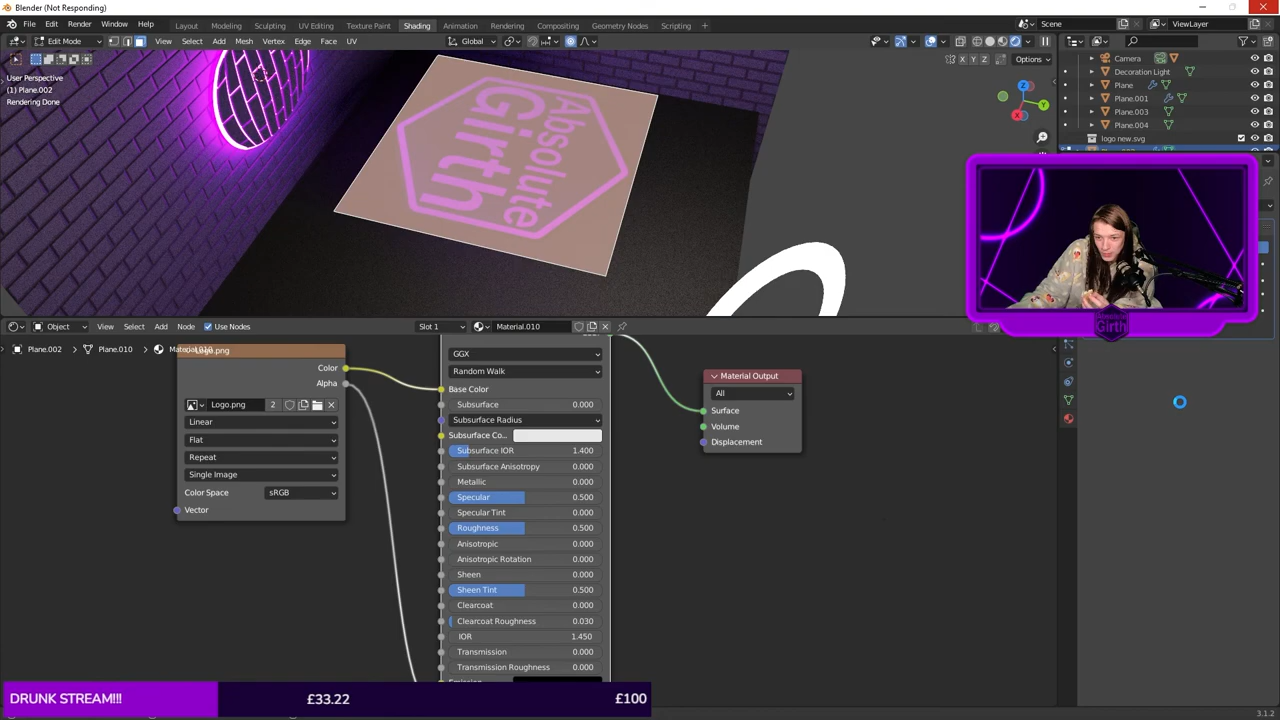 Blender (Not Responding)
File Edit Render Window Help Layout Modeling Sculpting UV Editing Texture Paint Shading Animation Rendering Compositing Geometry Nodes Scripting + Scene ViewLayer
Edit Mode View Select Add Mesh Vertex Edge Face UV Global
X Y Z Options
User Perspective
(1) Plane.002
Rendering Done
Absolute
Girth
Z
Y
X
Camera
Decoration Light
Plane
Plane.001
Plane.003
Plane.004
logo new.svg
Girth
Object View Select Add Node Use Nodes Slot 1 Material.010
Plane.002 > Plane.010 > Material.010
Color
Alpha
Logo.png 2
Linear
Flat
Repeat
Single Image
Color Space sRGB
Vector
GGX
Random Walk
Base Color
Subsurface 0.000
Subsurface Radius
Subsurface Co...
Subsurface IOR 1.400
Subsurface Anisotropy 0.000
Metallic 0.000
Specular 0.500
Specular Tint 0.000
Roughness 0.500
Anisotropic 0.000
Anisotropic Rotation 0.000
Sheen 0.000
Sheen Tint 0.500
Clearcoat 0.000
Clearcoat Roughness 0.030
IOR 1.450
Transmission 0.000
Transmission Roughness 0.000
Material Output
All
Surface
Volume
Displacement
DRUNK STREAM!!! £33.22 £100
3.1.2